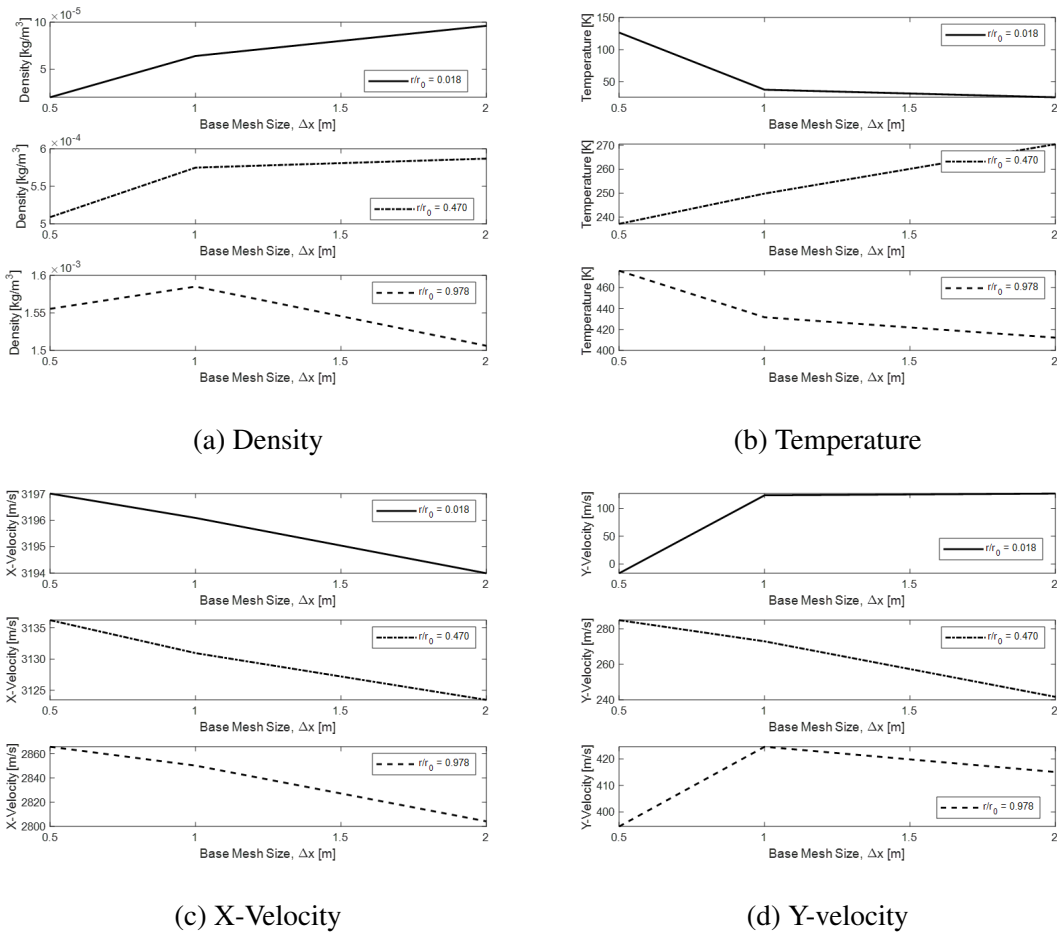 ×10⁻⁵
10
5
Density [kg/m³]
r/r₀ = 0.018
0.5 1 1.5 2
Base Mesh Size, Δx [m]
×10⁻⁴
6
5.5
5
Density [kg/m³]
r/r₀ = 0.470
0.5 1 1.5 2
Base Mesh Size, Δx [m]
×10⁻³
1.6
1.55
1.5
Density [kg/m³]
r/r₀ = 0.978
0.5 1 1.5 2
Base Mesh Size, Δx [m]
(a) Density
150
100
50
Temperature [K]
r/r₀ = 0.018
0.5 1 1.5 2
Base Mesh Size, Δx [m]
270
260
250
240
Temperature [K]
r/r₀ = 0.470
0.5 1 1.5 2
Base Mesh Size, Δx [m]
460
440
420
400
Temperature [K]
r/r₀ = 0.978
0.5 1 1.5 2
Base Mesh Size, Δx [m]
(b) Temperature
3197
3196
3195
3194
X-Velocity [m/s]
r/r₀ = 0.018
0.5 1 1.5 2
Base Mesh Size, Δx [m]
3135
3130
3125
X-Velocity [m/s]
r/r₀ = 0.470
0.5 1 1.5 2
Base Mesh Size, Δx [m]
2860
2840
2820
2800
X-Velocity [m/s]
r/r₀ = 0.978
0.5 1 1.5 2
Base Mesh Size, Δx [m]
(c) X-Velocity
100
50
0
Y-Velocity [m/s]
r/r₀ = 0.018
0.5 1 1.5 2
Base Mesh Size, Δx [m]
280
260
240
Y-Velocity [m/s]
r/r₀ = 0.470
0.5 1 1.5 2
Base Mesh Size, Δx [m]
420
400
Y-Velocity [m/s]
r/r₀ = 0.978
0.5 1 1.5 2
Base Mesh Size, Δx [m]
(d) Y-velocity